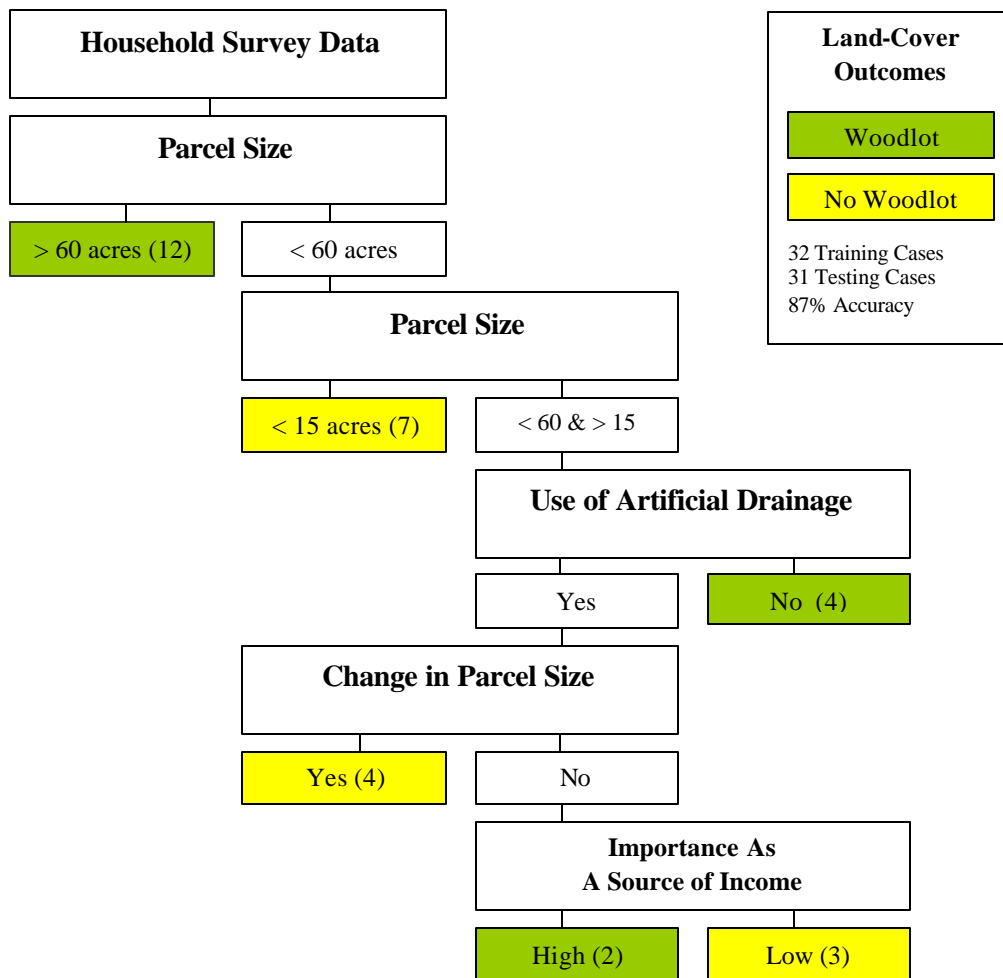 Household Survey Data
Parcel Size
> 60 acres (12)
< 60 acres
Parcel Size
< 15 acres (7)
< 60 & > 15
Use of Artificial Drainage
Yes
No (4)
Change in Parcel Size
Yes (4)
No
Importance As
A Source of Income
High (2)
Low (3)
Land-Cover
Outcomes
Woodlot
No Woodlot
32 Training Cases
31 Testing Cases
87% Accuracy